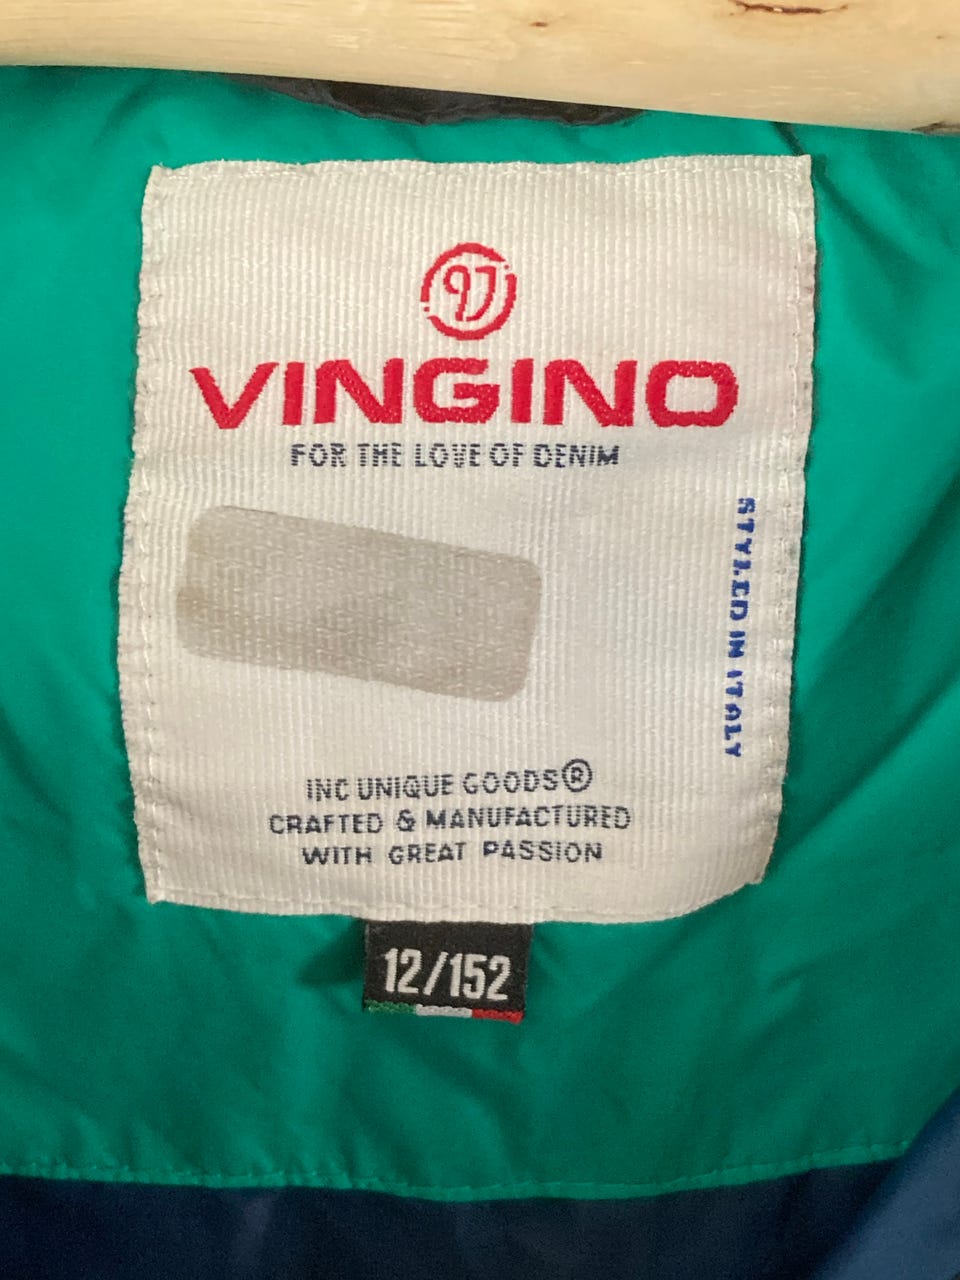 VINGINO
FOR THE LOVE OF DENIM
STYLED IN ITALY
INC UNIQUE GOODS®
CRAFTED & MANUFACTURED
WITH GREAT PASSION
12/152